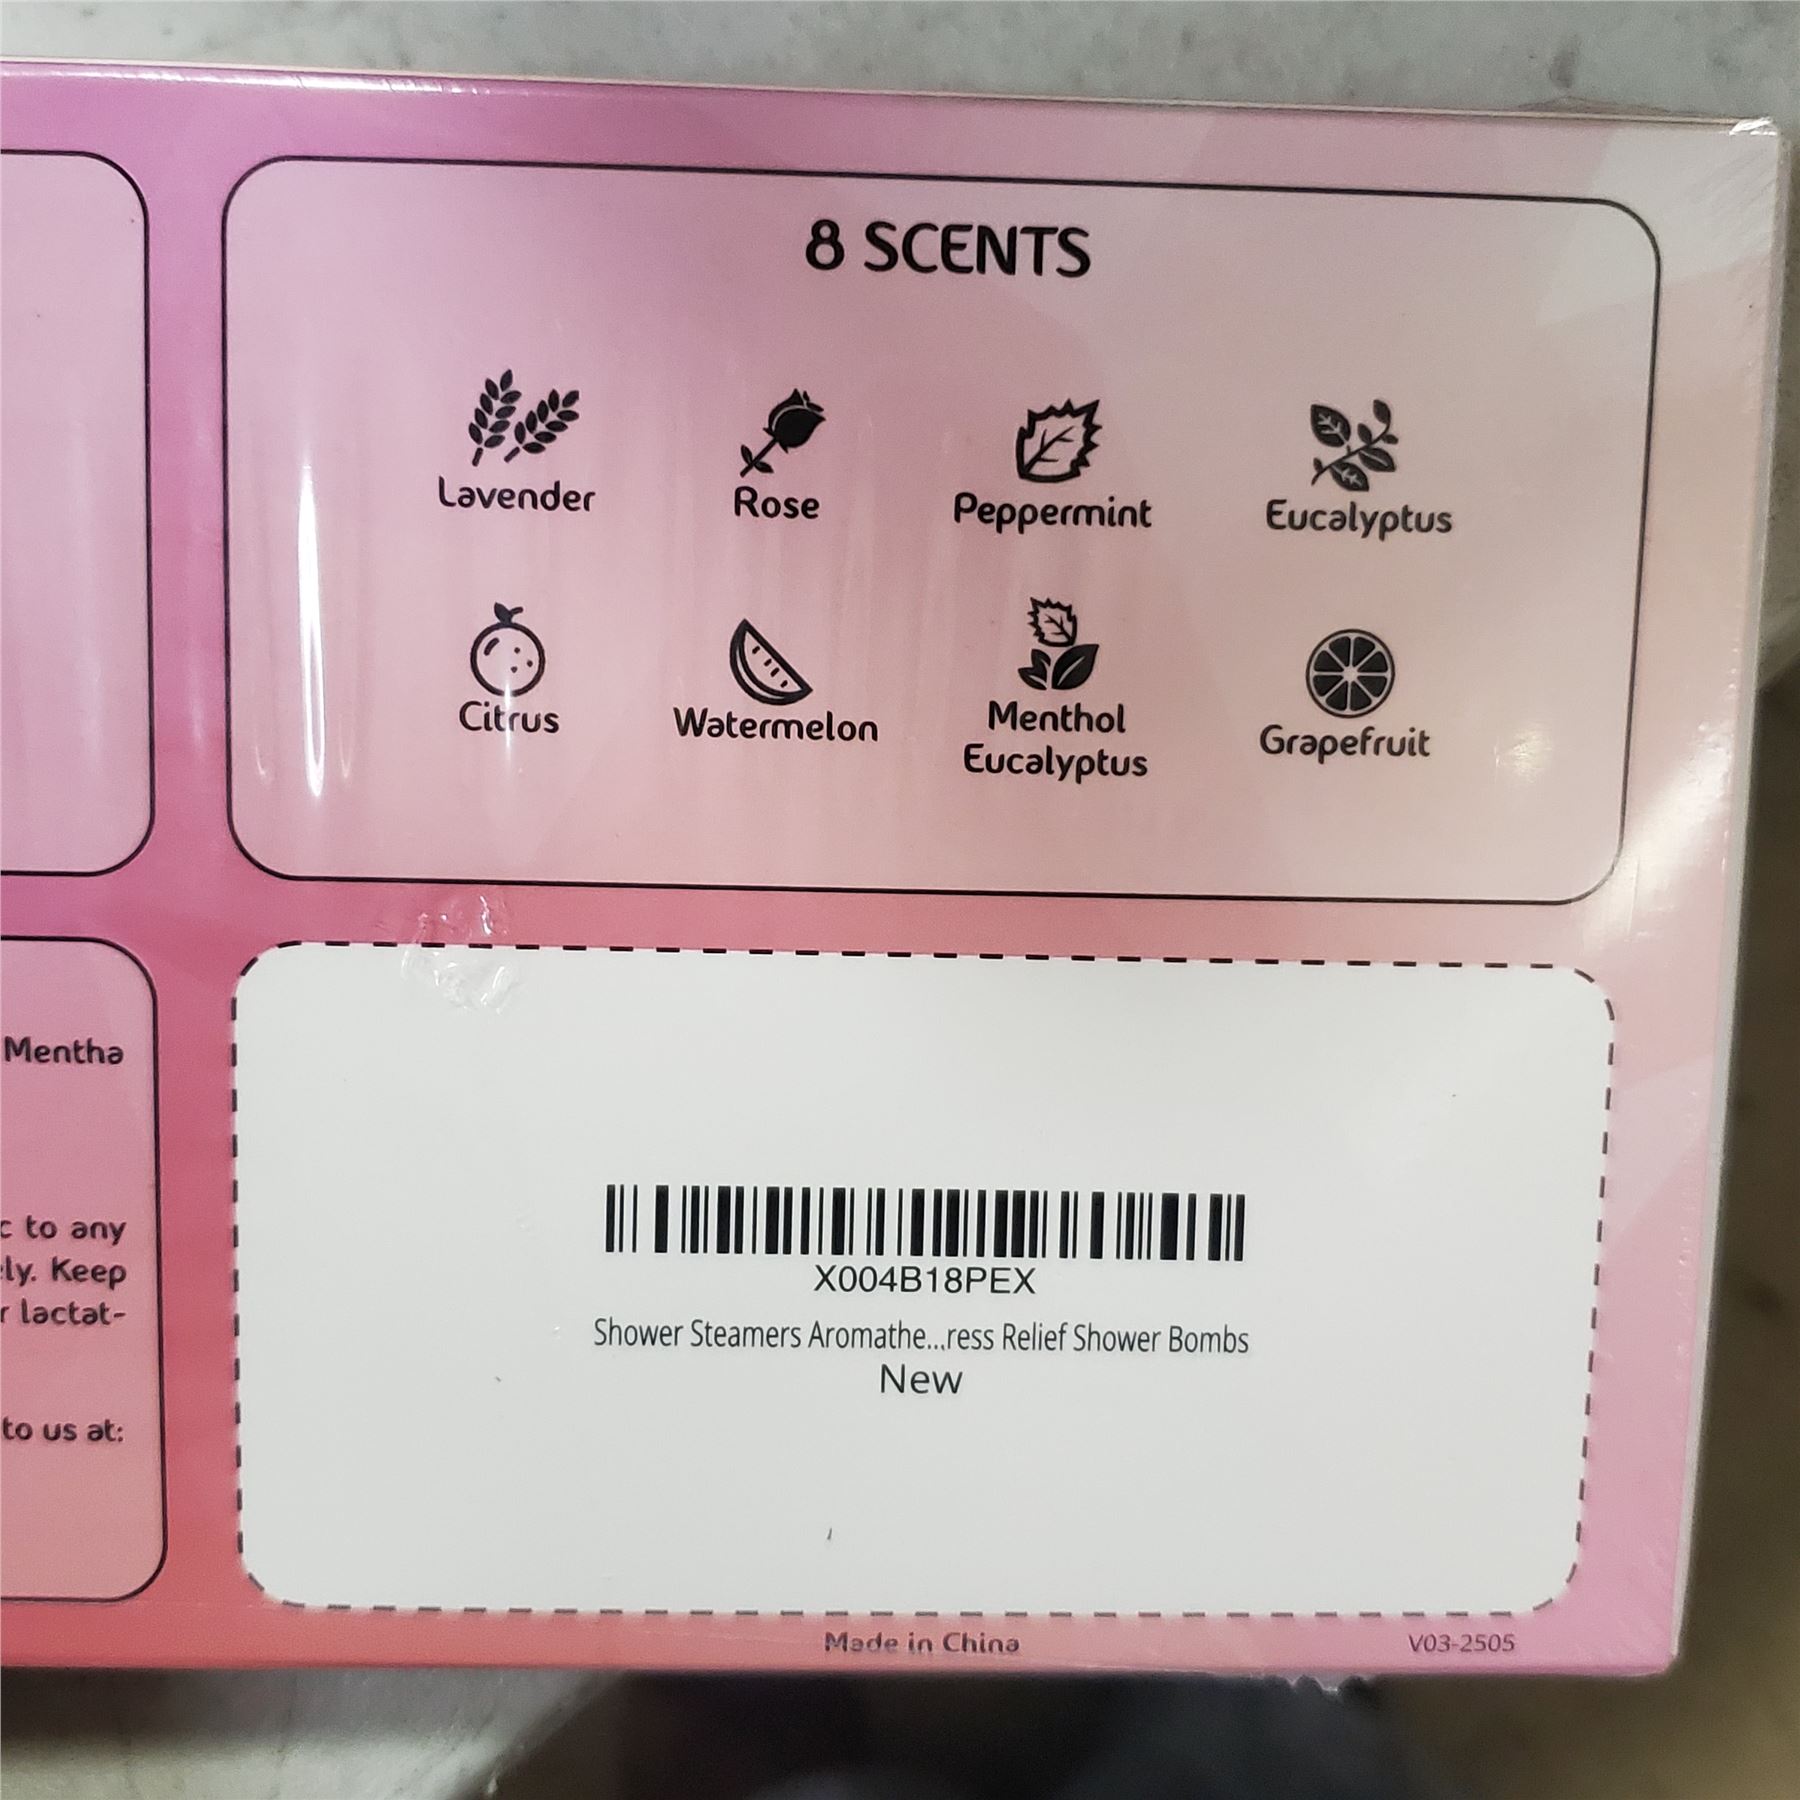 8 SCENTS
Lavender
Rose
Peppermint
Eucalyptus
Citrus
Watermelon
Menthol
Eucalyptus
Grapefruit
Mentha
to any
Keep
lactat-
to us at:
X004B18PEX
Shower Steamers Aromathe...ress Relief Shower Bombs
New
Made in China
V03-2505